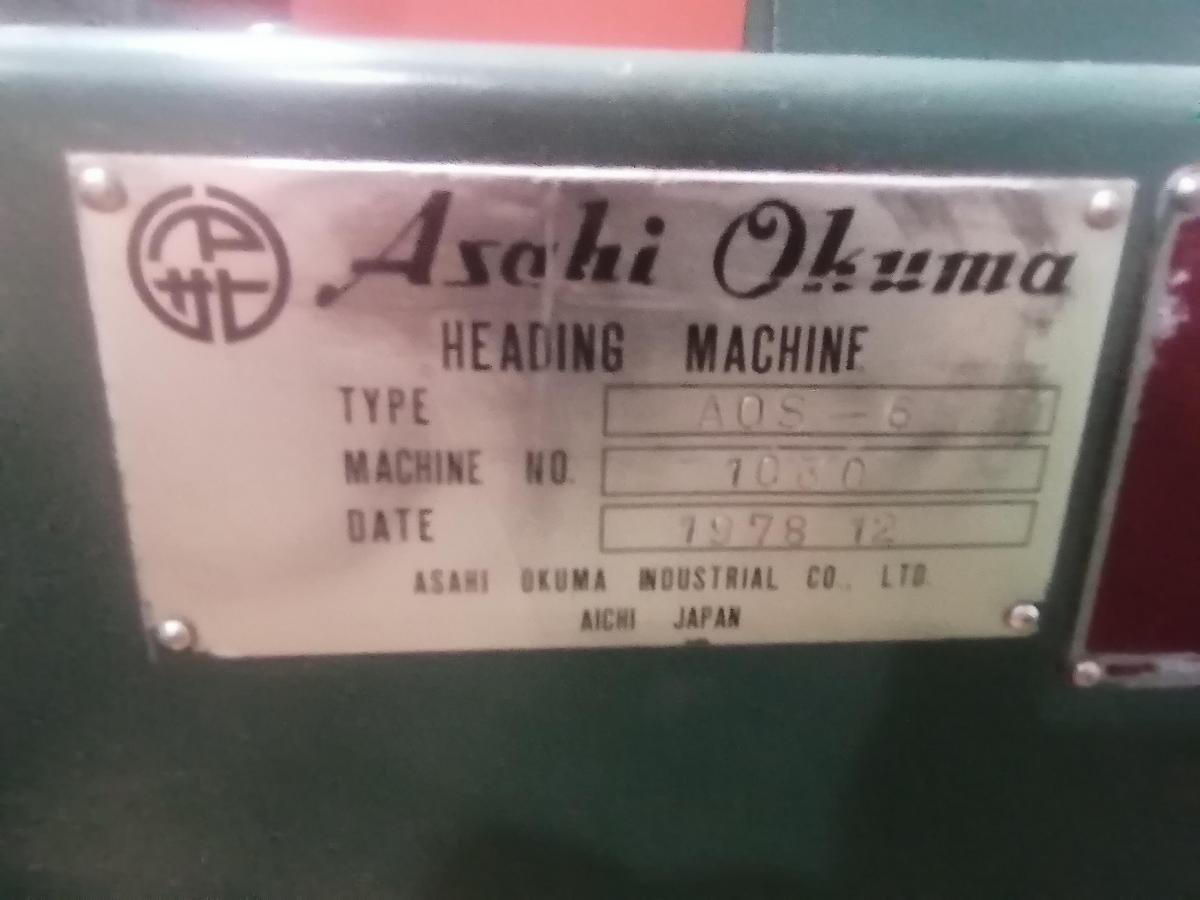 Asahi Okuma
HEADING MACHINE
TYPE AOS-6
MACHINE NO.
DATE 1978 12
ASAHI OKUMA INDUSTRIAL CO., LTD.
AICHI JAPAN